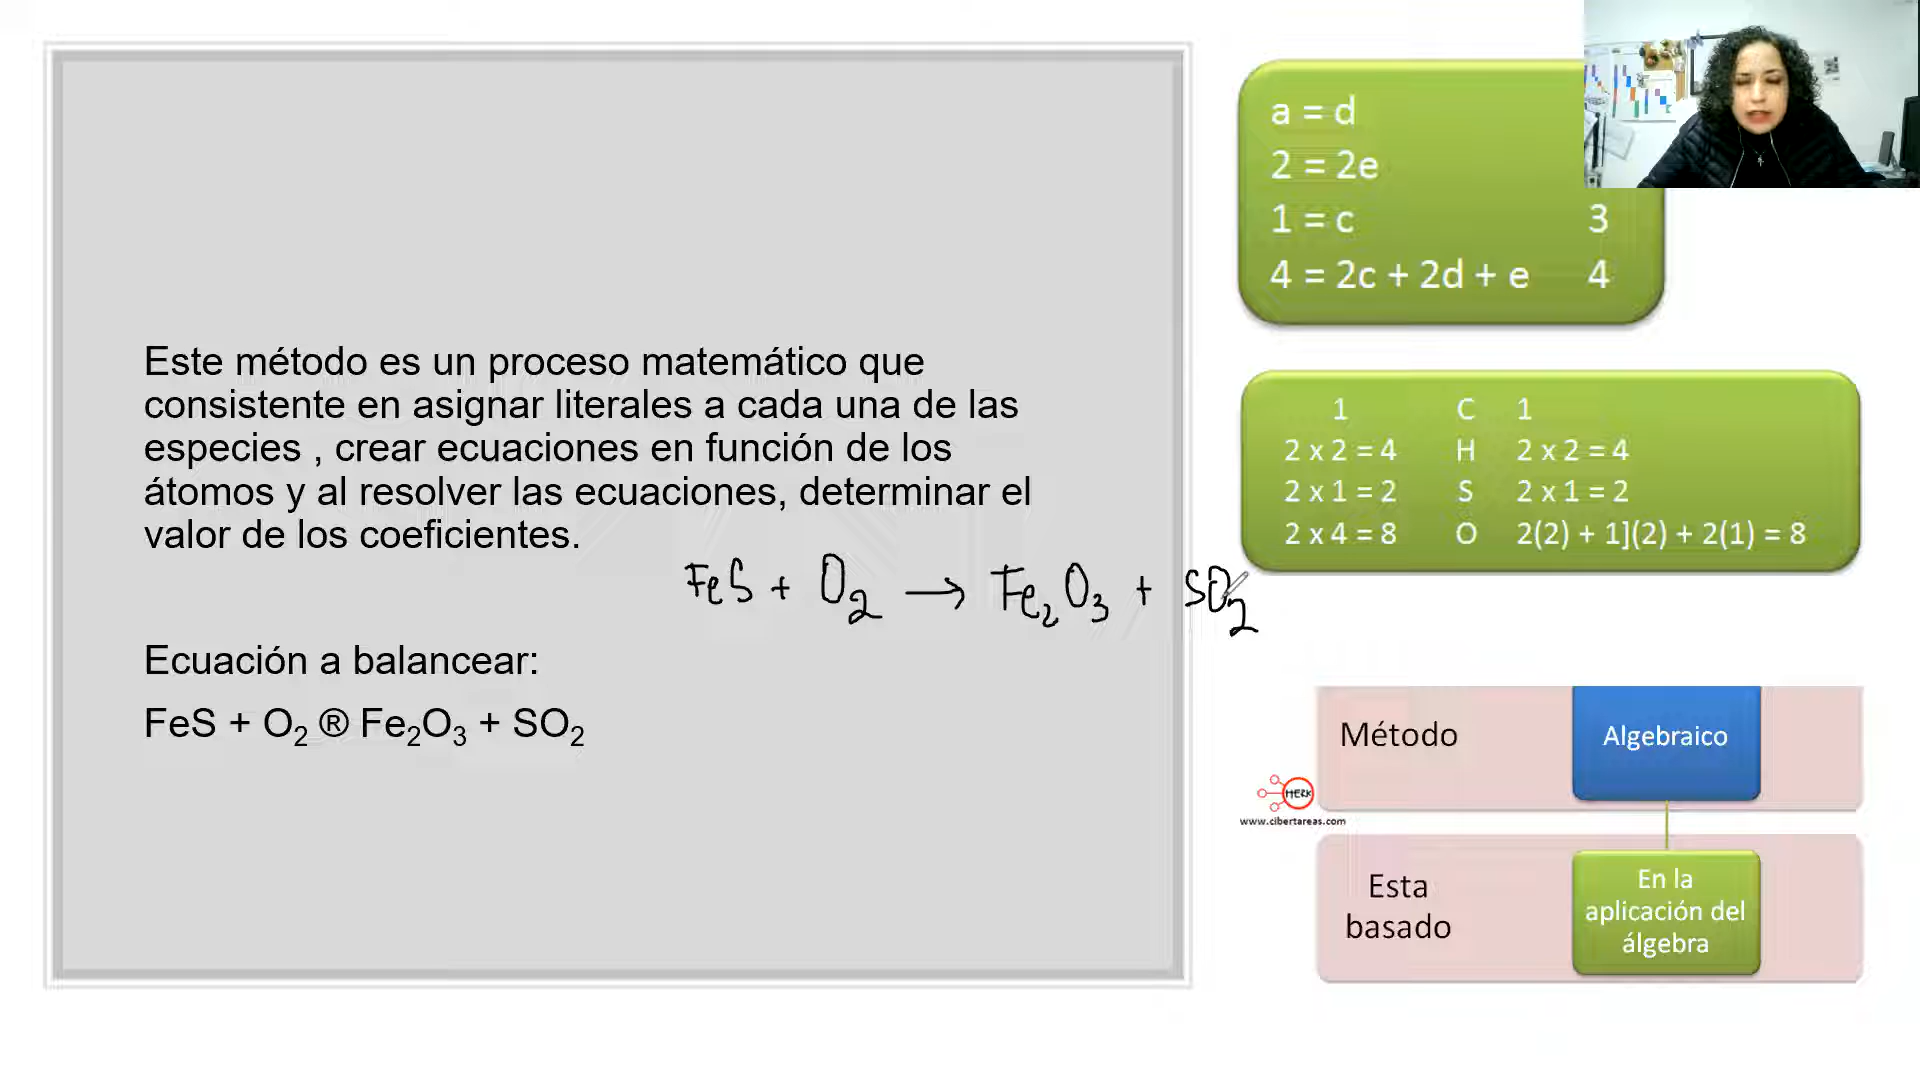 Este método es un proceso matemático que
consistente en asignar literales a cada una de las
especies , crear ecuaciones en función de los
átomos y al resolver las ecuaciones, determinar el
valor de los coeficientes.
FeS + O₂ → Fe₂O₃ + SO₂
Ecuación a balancear:
FeS + O₂ ® Fe₂O₃ + SO₂
a = d
2 = 2e
1 = c 3
4 = 2c + 2d + e 4
1 C 1
2 x 2 = 4 H 2 x 2 = 4
2 x 1 = 2 S 2 x 1 = 2
2 x 4 = 8 O 2(2) + 1](2) + 2(1) = 8
Método
Algebraico
HERK
www.cibertareas.com
Esta
basado
En la
aplicación del
álgebra